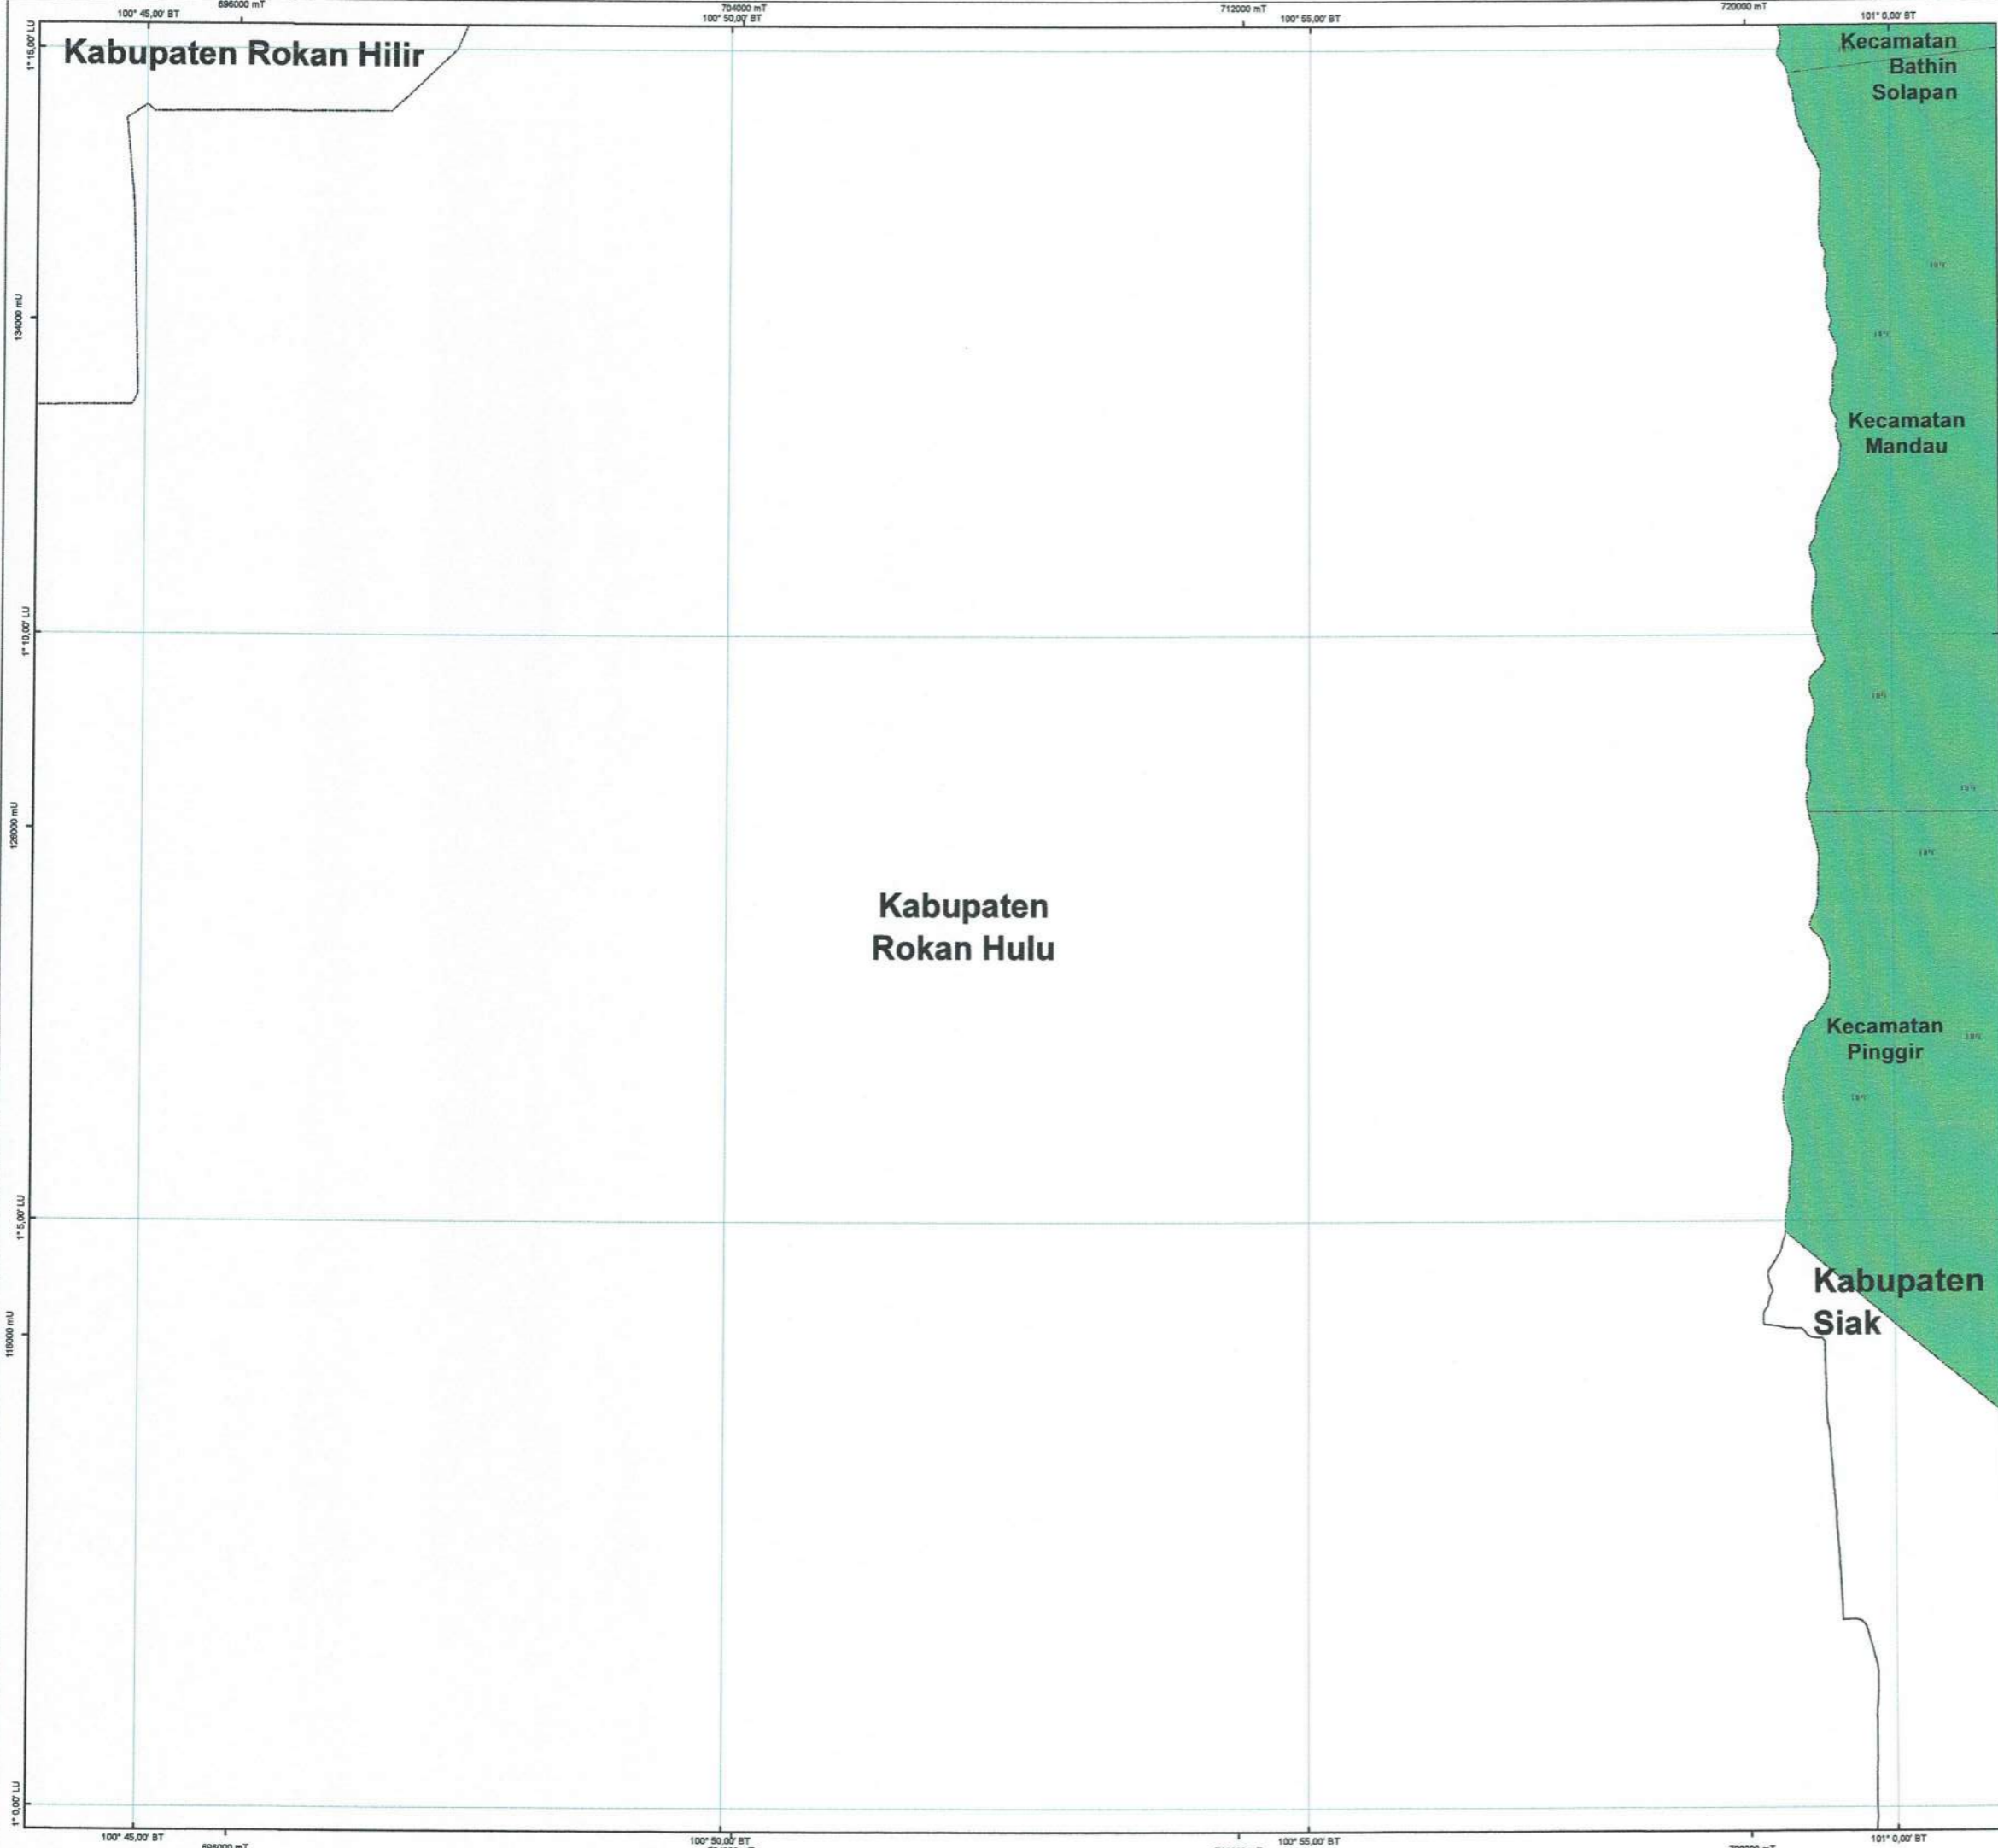 696000 mT
704000 mT
712000 mT
720000 mT
100° 45,00' BT
100° 50,00' BT
100° 55,00' BT
101° 0,00' BT
1° 15,00' LU
Kabupaten Rokan Hilir
Kecamatan
Bathin
Solapan
134000 mU
Kecamatan
Mandau
1° 10,00' LU
126000 mU
Kabupaten
Rokan Hulu
Kecamatan
Pinggir
1° 5,00' LU
Kabupaten
Siak
118000 mU
1° 0,00' LU
100° 45,00' BT
100° 50,00' BT
100° 55,00' BT
101° 0,00' BT